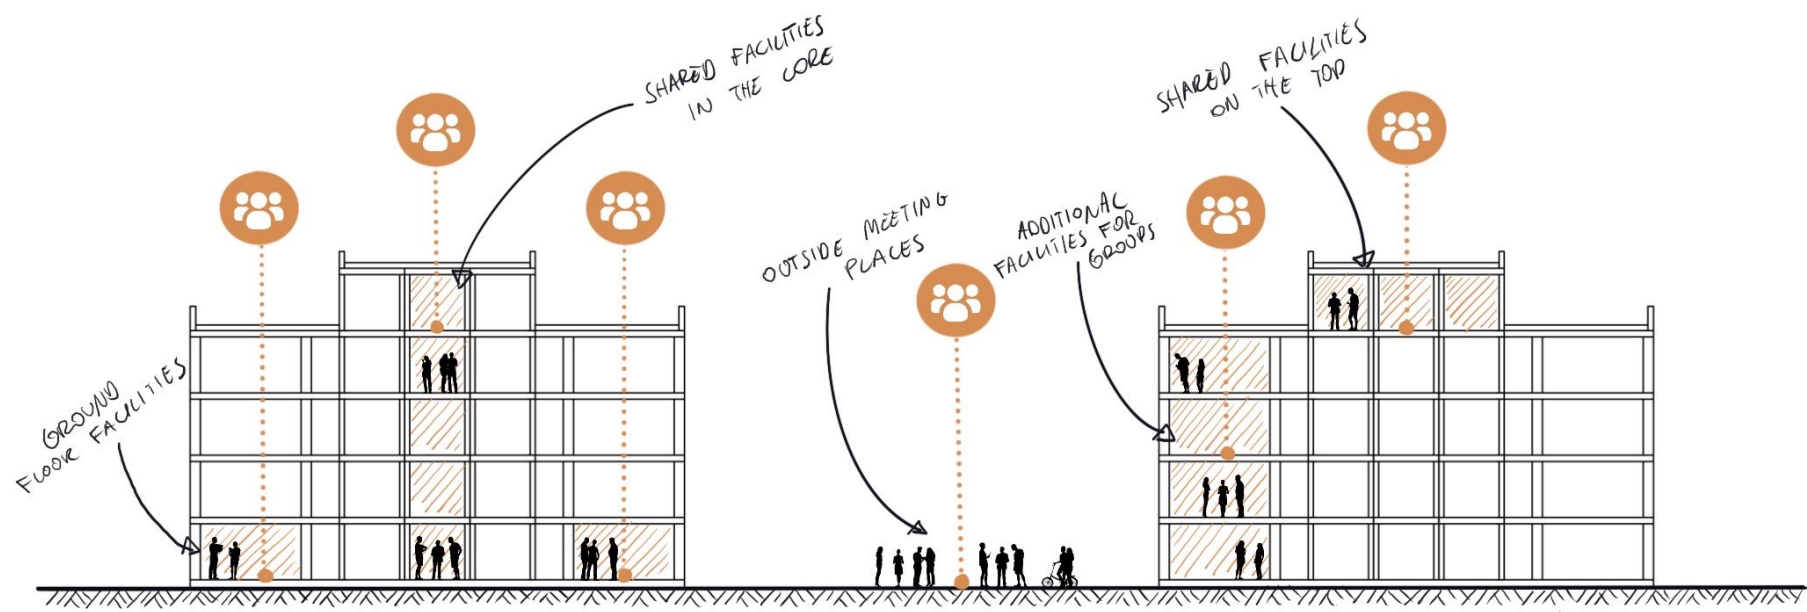 SHARED FACILITIES
IN THE CORE
SHARED FACILITIES
ON THE TOP
OUTSIDE MEETING
PLACES
ADDITIONAL
FACILITIES FOR
GROUPS
GROUND
FLOOR FACILITIES